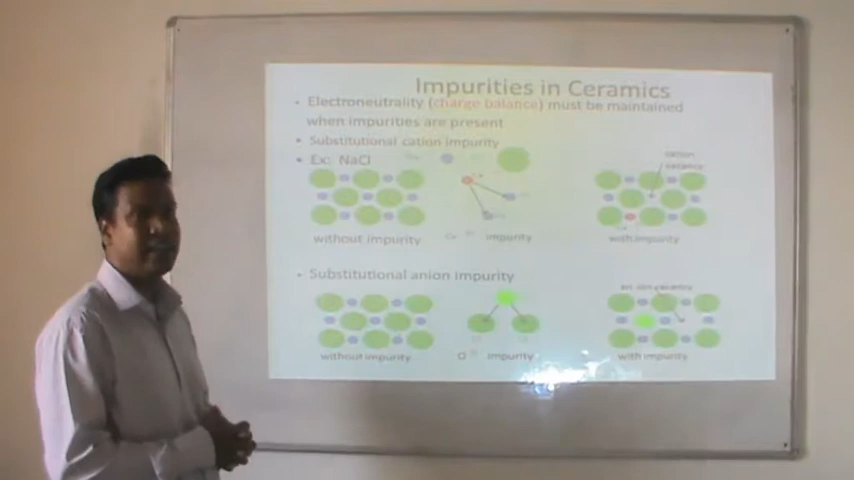 Impurities in Ceramics
• Electroneutrality (charge balance) must be maintained
when impurities are present
• Substitutional cation impurity
• Ex: NaCl
cation
vacancy
without impurity
impurity
with impurity
• Substitutional anion impurity
an ion vacancy
without impurity
O impurity
with impurity